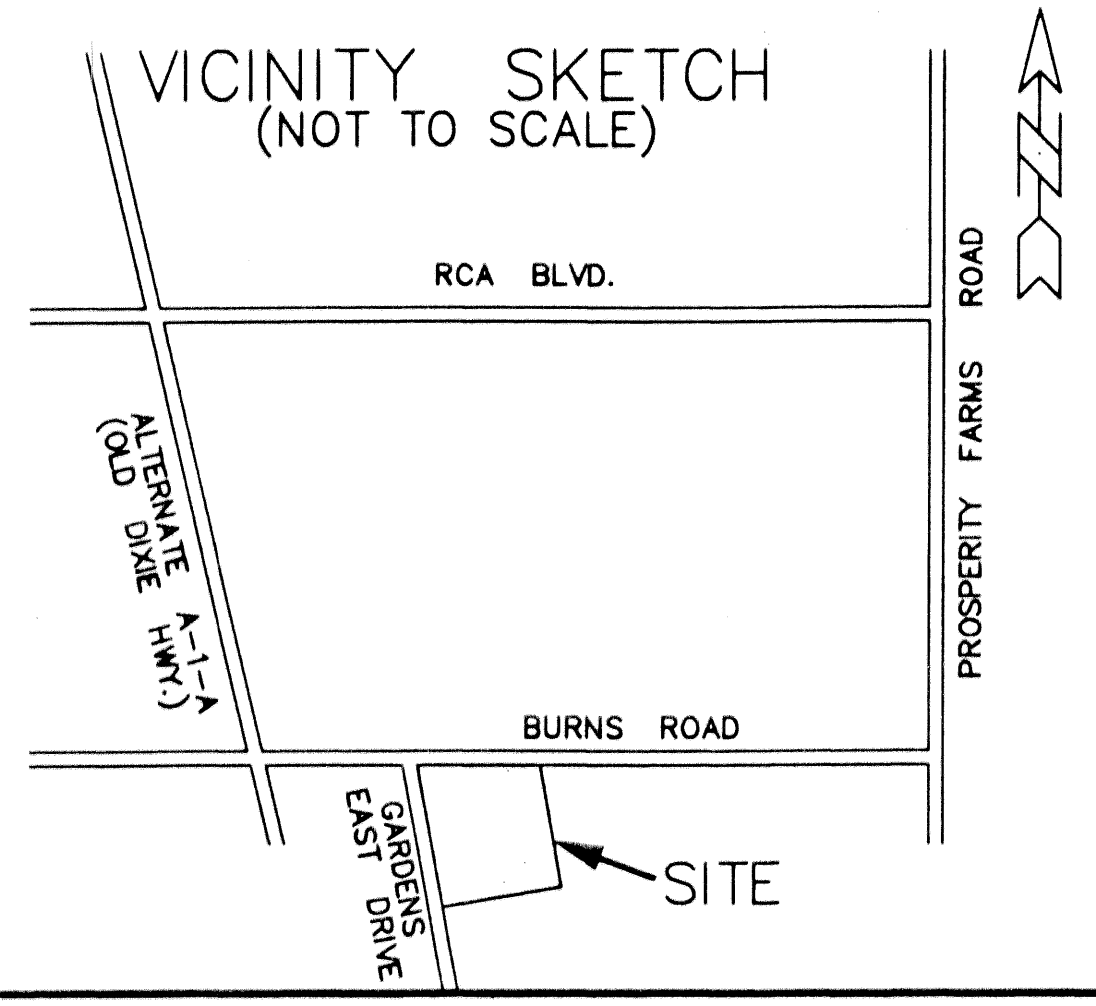 VICINITY SKETCH
(NOT TO SCALE)
N
RCA BLVD.
PROSPERITY FARMS ROAD
ALTERNATE A-1-A
(OLD DIXIE HWY.)
BURNS ROAD
GARDENS
EAST DRIVE
SITE